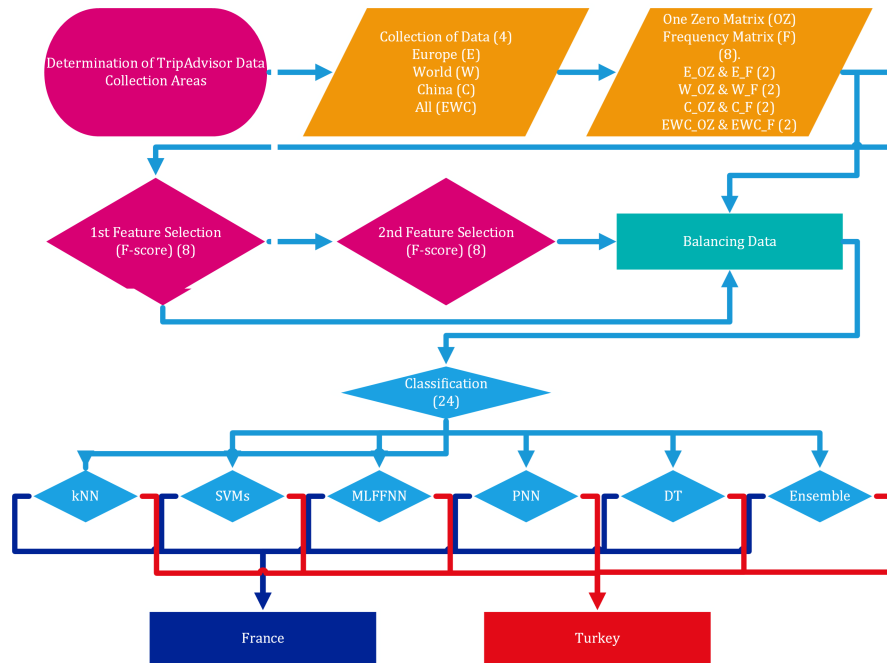 Determination of TripAdvisor Data
Collection Areas
Collection of Data (4)
Europe (E)
World (W)
China (C)
All (EWC)
One Zero Matrix (OZ)
Frequency Matrix (F)
(8).
E_OZ & E_F (2)
W_OZ & W_F (2)
C_OZ & C_F (2)
EWC_OZ & EWC_F (2)
1st Feature Selection
(F-score) (8)
2nd Feature Selection
(F-score) (8)
Balancing Data
Classification
(24)
kNN
SVMs
MLFFNN
PNN
DT
Ensemble
France
Turkey